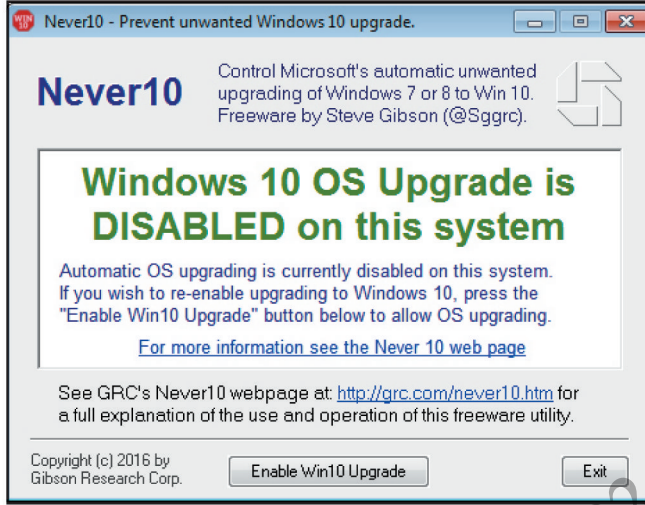 WIN 10 Never10 - Prevent unwanted Windows 10 upgrade.
Never10
Control Microsoft's automatic unwanted
upgrading of Windows 7 or 8 to Win 10.
Freeware by Steve Gibson (@Sggrc).
Windows 10 OS Upgrade is
DISABLED on this system
Automatic OS upgrading is currently disabled on this system.
If you wish to re-enable upgrading to Windows 10, press the
"Enable Win10 Upgrade" button below to allow OS upgrading.
For more information see the Never 10 web page
See GRC's Never10 webpage at: http://grc.com/never10.htm for
a full explanation of the use and operation of this freeware utility.
Copyright (c) 2016 by
Gibson Research Corp.
Enable Win10 Upgrade
Exit